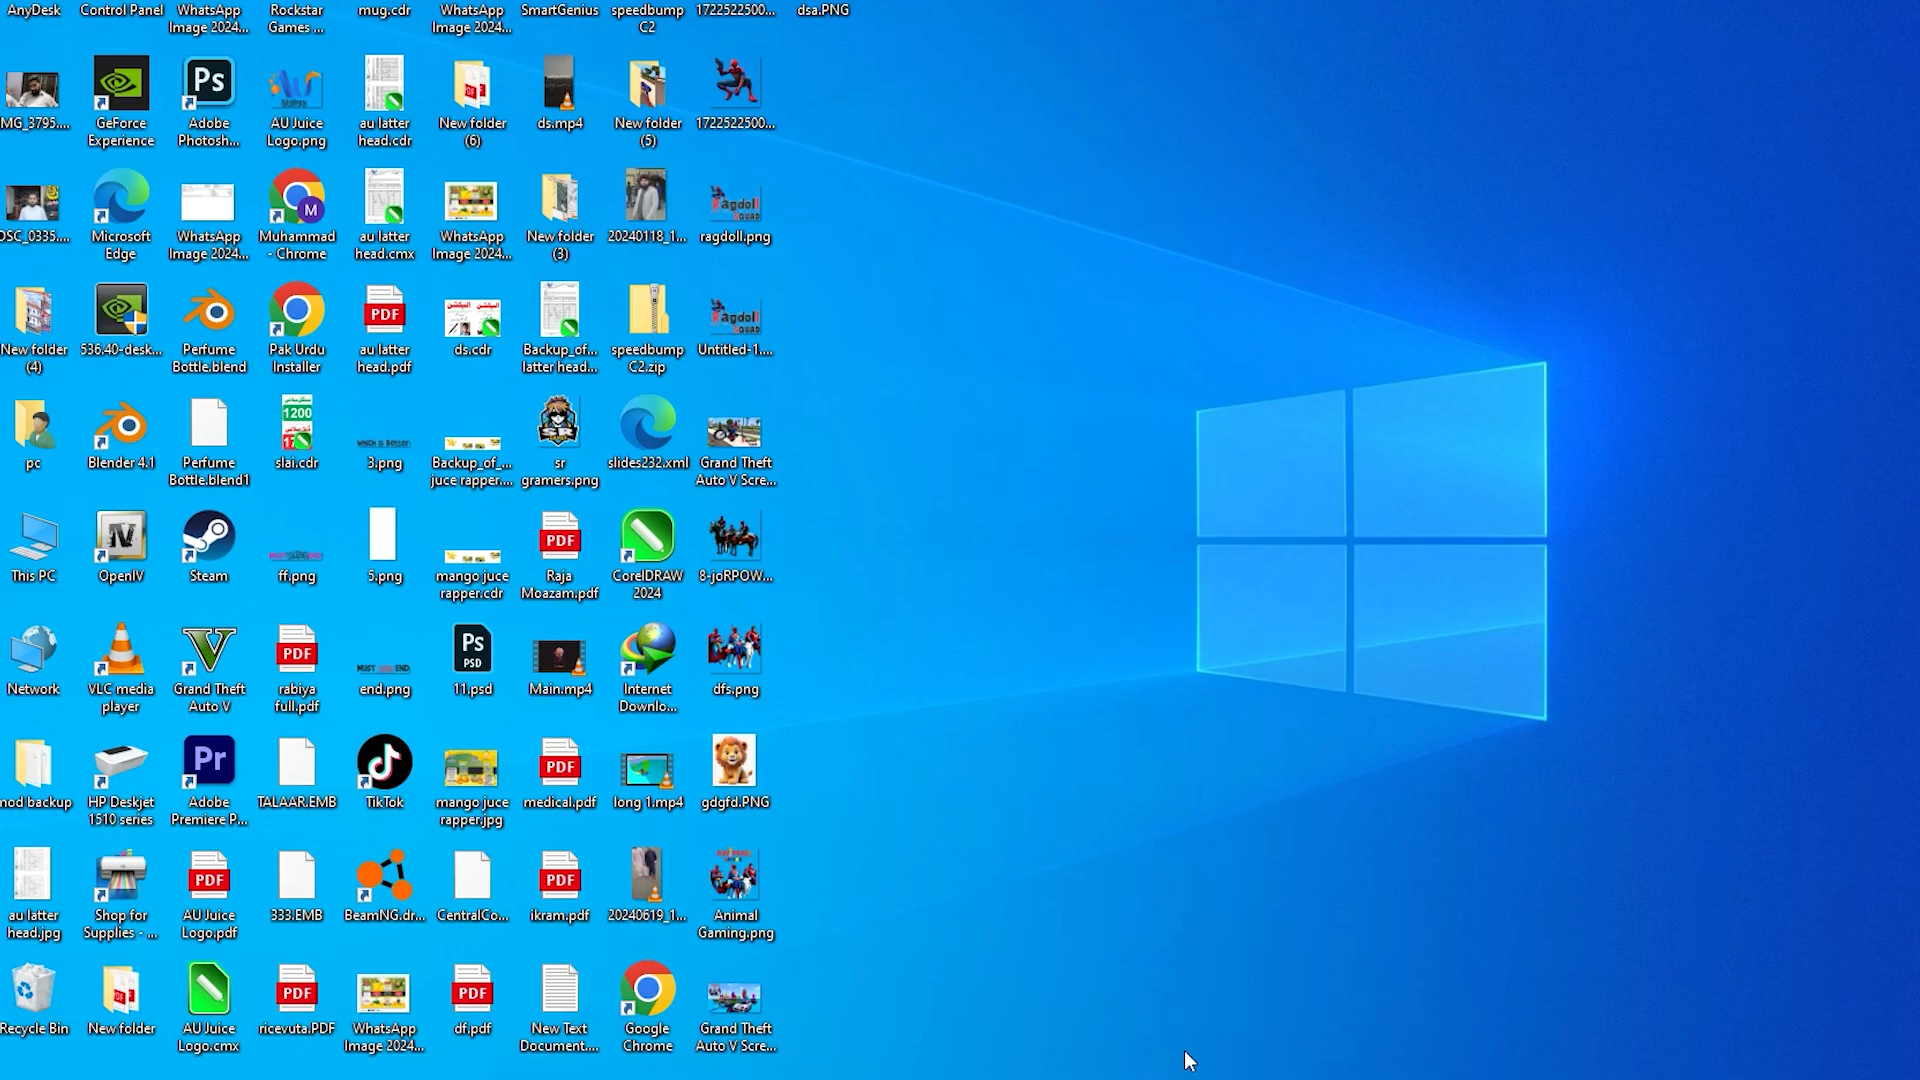 AnyDesk
Control Panel
WhatsApp
Image 2024...
Rockstar
Games ...
mug.cdr
WhatsApp
Image 2024...
SmartGenius
speedbump
C2
1722522500...
dsa.PNG
MG_3795....
GeForce
Experience
Adobe
Photosh...
AU Juice
Logo.png
au latter
head.cdr
New folder
(6)
ds.mp4
New folder
(5)
1722522500...
DSC_0335....
Microsoft
Edge
WhatsApp
Image 2024...
Muhammad
- Chrome
au latter
head.cmx
WhatsApp
Image 2024...
New folder
(3)
20240118_1...
ragdoll.png
New folder
(4)
536.40-desk...
Perfume
Bottle.blend
Pak Urdu
Installer
au latter
head.pdf
ds.cdr
Backup_of...
latter head...
speedbump
C2.zip
Untitled-1....
pc
Blender 4.1
Perfume
Bottle.blend1
slai.cdr
3.png
Backup_of_...
juce rapper....
sr
gramers.png
slides232.xml
Grand Theft
Auto V Scre...
This PC
OpenIV
Steam
ff.png
5.png
mango juce
rapper.cdr
Raja
Moazam.pdf
CorelDRAW
2024
8-joRPOW...
Network
VLC media
player
Grand Theft
Auto V
rabiya
full.pdf
end.png
11.psd
Main.mp4
Internet
Downlo...
dfs.png
mod backup
HP Deskjet
1510 series
Adobe
Premiere P...
TALAAR.EMB
TikTok
mango juce
rapper.jpg
medical.pdf
long 1.mp4
gdgfd.PNG
au latter
head.jpg
Shop for
Supplies - ...
AU Juice
Logo.pdf
333.EMB
BeamNG.dr...
CentralCo...
ikram.pdf
20240619_1...
Animal
Gaming.png
Recycle Bin
New folder
AU Juice
Logo.cmx
ricevuta.PDF
WhatsApp
Image 2024...
df.pdf
New Text
Document....
Google
Chrome
Grand Theft
Auto V Scre...